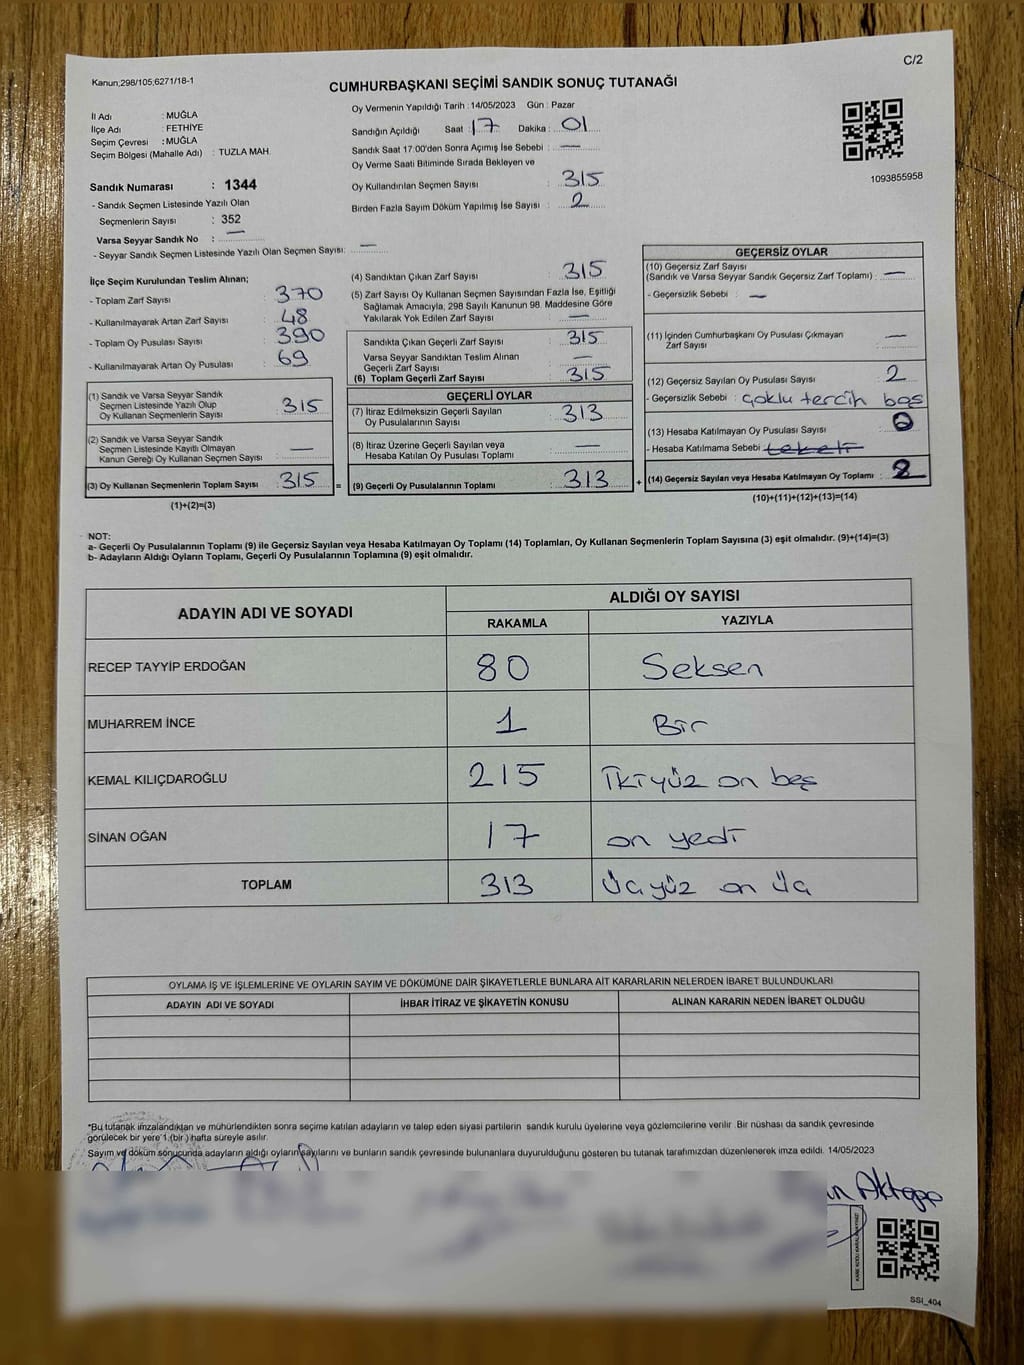 Kanun;298/105;6271/18-1
C/2
CUMHURBAŞKANI SEÇİMİ SANDIK SONUÇ TUTANAĞI
İl Adı : MUĞLA
İlçe Adı : FETHİYE
Seçim Çevresi : MUĞLA
Seçim Bölgesi (Mahalle Adı) : TUZLA MAH.
Sandık Numarası : 1344
- Sandık Seçmen Listesinde Yazılı Olan
Seçmenlerin Sayısı : 352
Varsa Seyyar Sandık No : —
- Seyyar Sandık Seçmen Listesinde Yazılı Olan Seçmen Sayısı: —
Oy Vermenin Yapıldığı Tarih : 14/05/2023 Gün : Pazar
Sandığın Açıldığı Saat : 17 Dakika : 01
Sandık Saat 17:00'den Sonra Açımış İse Sebebi : —
Oy Verme Saati Bitiminde Sırada Bekleyen ve
Oy Kullandırılan Seçmen Sayısı : 315
Birden Fazla Sayım Döküm Yapılmış İse Sayısı : 2
1093855958
İlçe Seçim Kurulundan Teslim Alınan;
- Toplam Zarf Sayısı : 370
- Kullanılmayarak Artan Zarf Sayısı : 48
- Toplam Oy Pusulası Sayısı : 390
- Kullanılmayarak Artan Oy Pusulası : 69
(1) Sandık ve Varsa Seyyar Sandık
Seçmen Listesinde Yazılı Olup
Oy Kullanan Seçmenlerin Sayısı : 315
(2) Sandık ve Varsa Seyyar Sandık
Seçmen Listesinde Kayıtlı Olmayan
Kanun Gereği Oy Kullanan Seçmen Sayısı : —
(3) Oy Kullanan Seçmenlerin Toplam Sayısı : 315 =
(1)+(2)=(3)
(4) Sandıktan Çıkan Zarf Sayısı : 315
(5) Zarf Sayısı Oy Kullanan Seçmen Sayısından Fazla İse, Eşitliği
Sağlamak Amacıyla; 298 Sayılı Kanunun 98. Maddesine Göre
Yakılarak Yok Edilen Zarf Sayısı : —
Sandıkta Çıkan Geçerli Zarf Sayısı : 315
Varsa Seyyar Sandıktan Teslim Alınan
Geçerli Zarf Sayısı : —
(6) Toplam Geçerli Zarf Sayısı : 315
GEÇERLİ OYLAR
(7) İtiraz Edilmeksizin Geçerli Sayılan
Oy Pusulasının Sayısı : 313
(8) İtiraz Üzerine Geçerli Sayılan veya
Hesaba Katılan Oy Pusulası Toplamı : —
(9) Geçerli Oy Pusulalarının Toplamı : 313 +
GEÇERSİZ OYLAR
(10) Geçersiz Zarf Sayısı
(Sandık ve Varsa Seyyar Sandık Geçersiz Zarf Toplamı) : —
- Geçersizlik Sebebi : —
(11) İçinden Cumhurbaşkanı Oy Pusulası Çıkmayan
Zarf Sayısı : —
(12) Geçersiz Sayılan Oy Pusulası Sayısı : 2
- Geçersizlik Sebebi : Çoklu tercih boş
(13) Hesaba Katılmayan Oy Pusulası Sayısı : 0
- Hesaba Katılmama Sebebi
(14) Geçersiz Sayılan veya Hesaba Katılmayan Oy Toplamı : 2
(10)+(11)+(12)+(13)=(14)
NOT:
a- Geçerli Oy Pusulalarının Toplamı (9) ile Geçersiz Sayılan veya Hesaba Katılmayan Oy Toplamı (14) Toplamları, Oy Kullanan Seçmenlerin Toplam Sayısına (3) eşit olmalıdır. (9)+(14)=(3)
b- Adayların Aldığı Oyların Toplamı, Geçerli Oy Pusulalarının Toplamına (9) eşit olmalıdır.
ADAYIN ADI VE SOYADI
ALDIĞI OY SAYISI
RAKAMLA YAZIYLA
RECEP TAYYİP ERDOĞAN 80 Seksen
MUHARREM İNCE 1 Bir
KEMAL KILIÇDAROĞLU 215 İkiyüz on beş
SİNAN OĞAN 17 on yedi
TOPLAM 313 Üçyüz on üç
OYLAMA İŞ VE İŞLEMLERİNE VE OYLARIN SAYIM VE DÖKÜMÜNE DAİR ŞİKAYETLERLE BUNLARA AİT KARARLARIN NELERDEN İBARET BULUNDUKLARI
ADAYIN ADI VE SOYADI İHBAR İTİRAZ VE ŞİKAYETİN KONUSU ALINAN KARARIN NEDEN İBARET OLDUĞU
*Bu tutanak imzalandıktan ve mühürlendikten sonra seçime katılan adayların ve talep eden siyasi partilerin sandık kurulu üyelerine veya gözlemcilerine verilir. Bir nüshası da sandık çevresinde
görülecek bir yere 1 (bir ) hafta süreyle asılır.
Sayım ve döküm sonucunda adayların aldığı oyların sayılarını ve bunların sandık çevresinde bulunanlara duyurulduğunu gösteren bu tutanak tarafımızdan düzenlenerek imza edildi. 14/05/2023
Aktepe
SSI_404